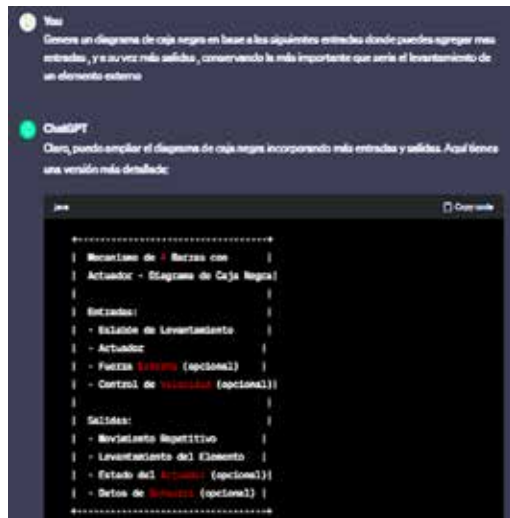 You
Genera un diagrama de caja negra en base a las siguientes entradas donde puedes agregar mas
entradas , y a su vez más salidas , conservando la más importante que sería el levantamiento de
un elemento externo
ChatGPT
Claro, puedo ampliar el diagrama de caja negra incorporando más entradas y salidas. Aquí tienes
una versión más detallada:
java
Copy code
+-----------------------------------+
| Mecanismo de 4 Barras con |
| Actuador - Diagrama de Caja Negra|
| |
| Entradas: |
| - Eslabón de Levantamiento |
| - Actuador |
| - Fuerza Externa (opcional) |
| - Control de Velocidad (opcional)|
| |
| Salidas: |
| - Movimiento Repetitivo |
| - Levantamiento del Elemento |
| - Estado del Actuador (opcional)|
| - Datos de (opcional) |
+-----------------------------------+